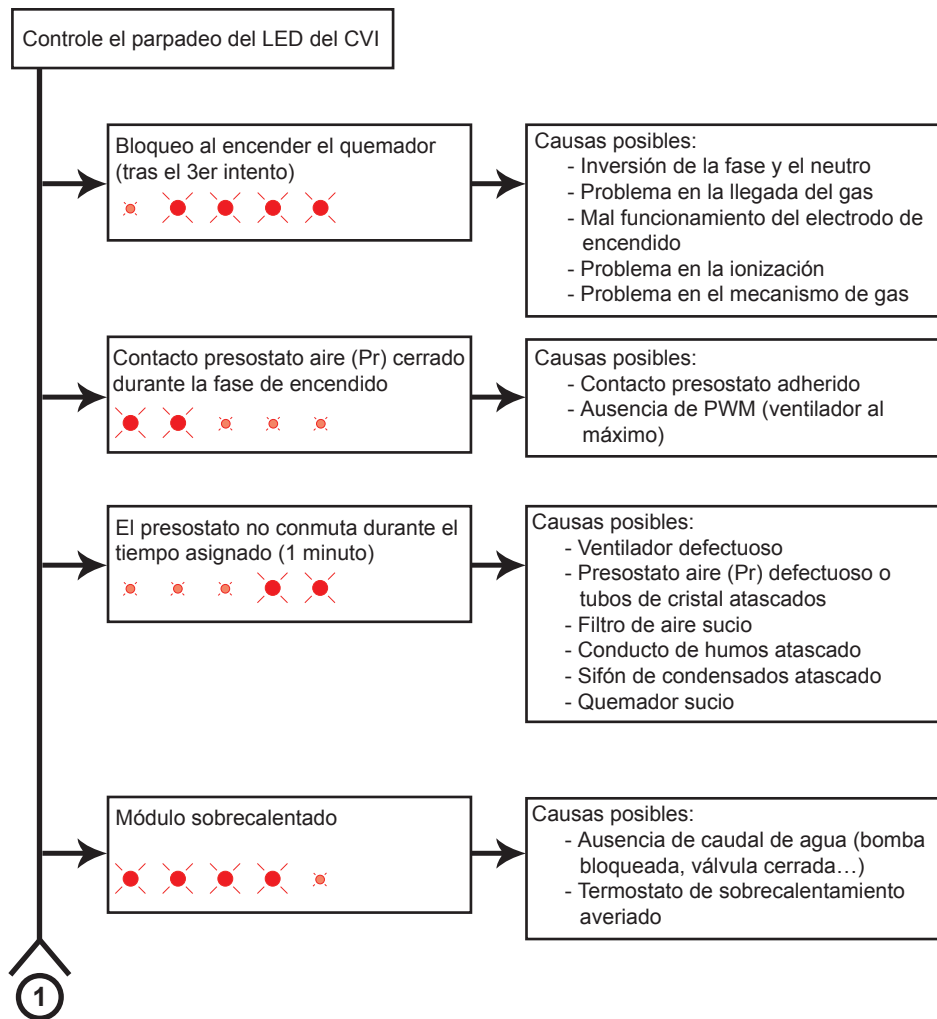 Controle el parpadeo del LED del CVI
Bloqueo al encender el quemador
(tras el 3er intento)
Causas posibles:
- Inversión de la fase y el neutro
- Problema en la llegada del gas
- Mal funcionamiento del electrodo de
encendido
- Problema en la ionización
- Problema en el mecanismo de gas
Contacto presostato aire (Pr) cerrado
durante la fase de encendido
Causas posibles:
- Contacto presostato adherido
- Ausencia de PWM (ventilador al
máximo)
El presostato no conmuta durante el
tiempo asignado (1 minuto)
Causas posibles:
- Ventilador defectuoso
- Presostato aire (Pr) defectuoso o
tubos de cristal atascados
- Filtro de aire sucio
- Conducto de humos atascado
- Sifón de condensados atascado
- Quemador sucio
Módulo sobrecalentado
Causas posibles:
- Ausencia de caudal de agua (bomba
bloqueada, válvula cerrada…)
- Termostato de sobrecalentamiento
averiado
1